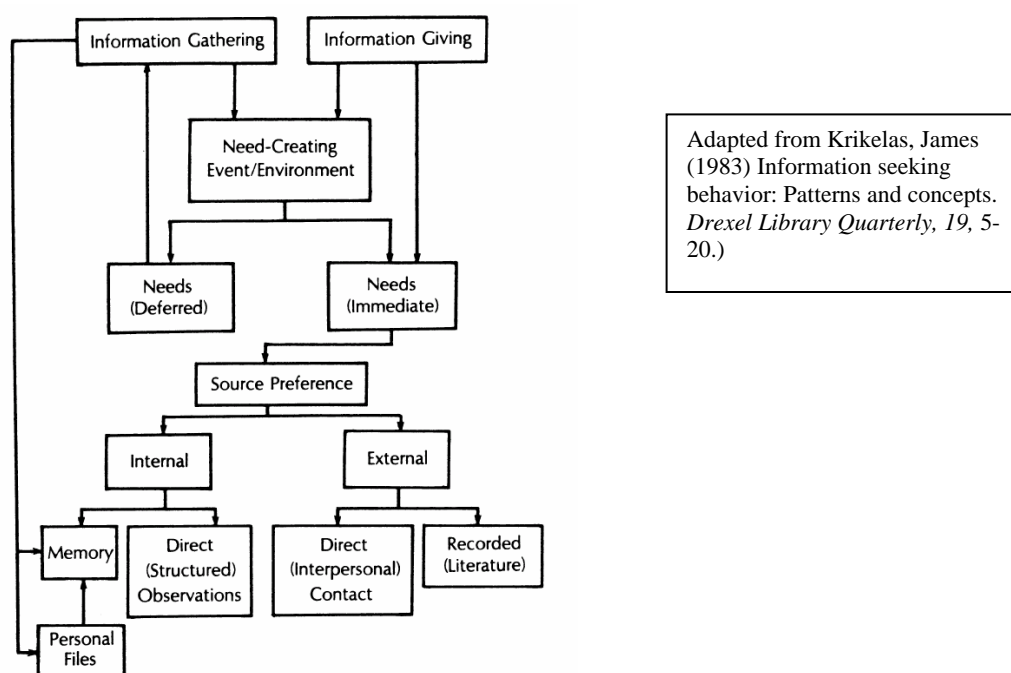 Information Gathering
Information Giving
Need-Creating
Event/Environment
Needs
(Deferred)
Needs
(Immediate)
Source Preference
Internal
External
Memory
Direct
(Structured)
Observations
Direct
(Interpersonal)
Contact
Recorded
(Literature)
Personal
Files
Adapted from Krikelas, James
(1983) Information seeking
behavior: Patterns and concepts.
Drexel Library Quarterly, 19, 5-
20.)